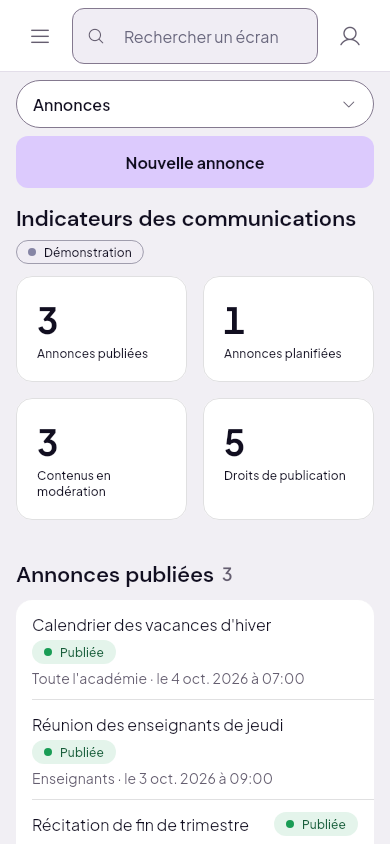 Rechercher un écran
Annonces
Nouvelle annonce
Indicateurs des communications
Démonstration
3
Annonces publiées
1
Annonces planifiées
3
Contenus en
modération
5
Droits de publication
Annonces publiées 3
Calendrier des vacances d'hiver
Publiée
Toute l'académie · le 4 oct. 2026 à 07:00
Réunion des enseignants de jeudi
Publiée
Enseignants · le 3 oct. 2026 à 09:00
Récitation de fin de trimestre Publiée